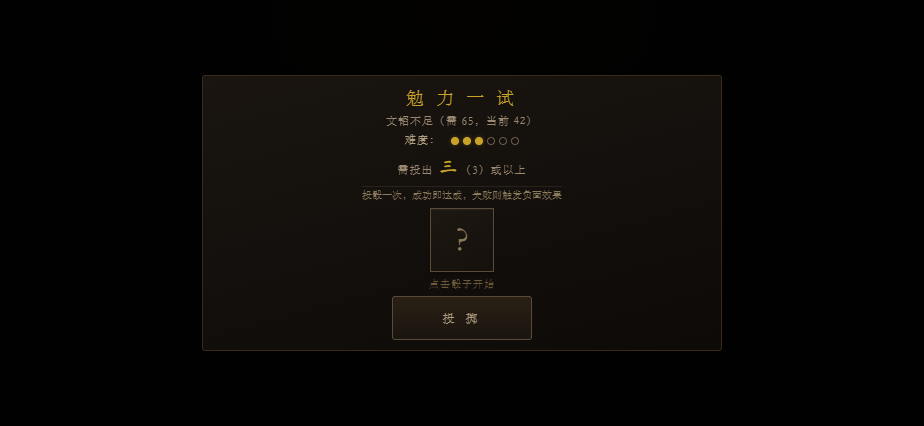 勉力一试
文韬不足（需 65，当前 42）
难度：
需投出 三 （3）或以上
投骰一次，成功即达成，失败则触发负面效果
?
点击骰子开始
投掷